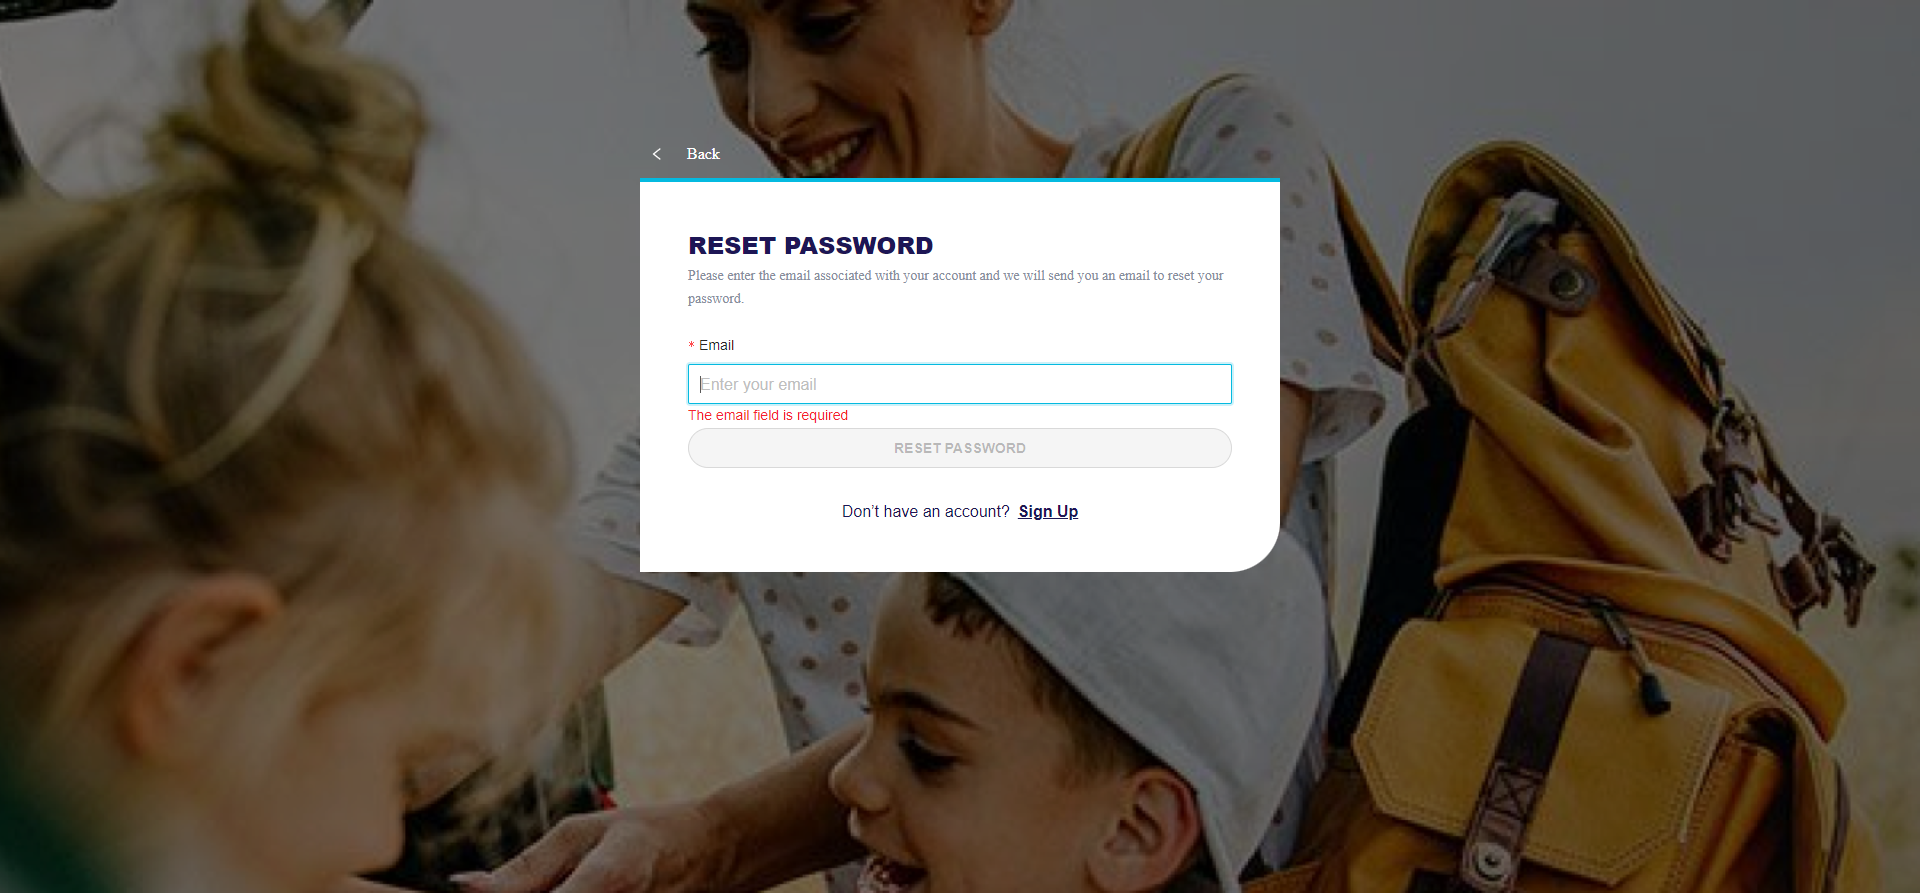 Back
RESET PASSWORD
Please enter the email associated with your account and we will send you an email to reset your
password.
* Email
Enter your email
The email field is required
RESET PASSWORD
Don’t have an account? Sign Up